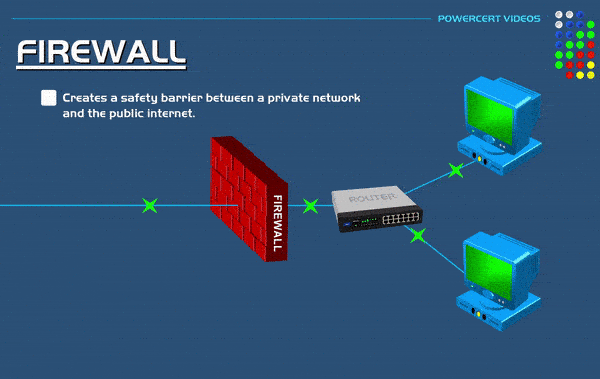 POWERCERT VIDEOS
FIREWALL
Creates a safety barrier between a private network
and the public internet.
FIREWALL
ROUTER